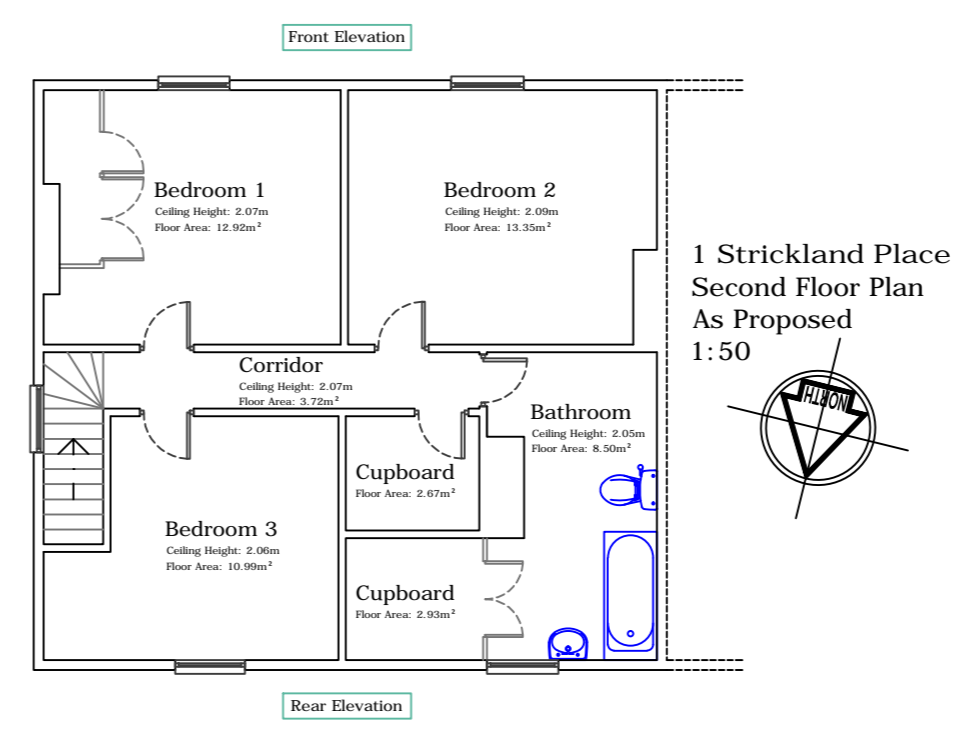 Front Elevation
Bedroom 1
Ceiling Height: 2.07m
Floor Area: 12.92m²
Bedroom 2
Ceiling Height: 2.09m
Floor Area: 13.35m²
1 Strickland Place
Second Floor Plan
As Proposed
1:50
NORTH
Corridor
Ceiling Height: 2.07m
Floor Area: 3.72m²
Bathroom
Ceiling Height: 2.05m
Floor Area: 8.50m²
Cupboard
Floor Area: 2.67m²
Bedroom 3
Ceiling Height: 2.06m
Floor Area: 10.99m²
Cupboard
Floor Area: 2.93m²
Rear Elevation